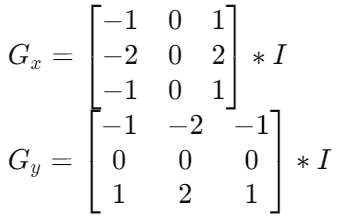 G_x = [-1 0 1
-2 0 2
-1 0 1] * I
G_y = [-1 -2 -1
0 0 0
1 2 1] * I